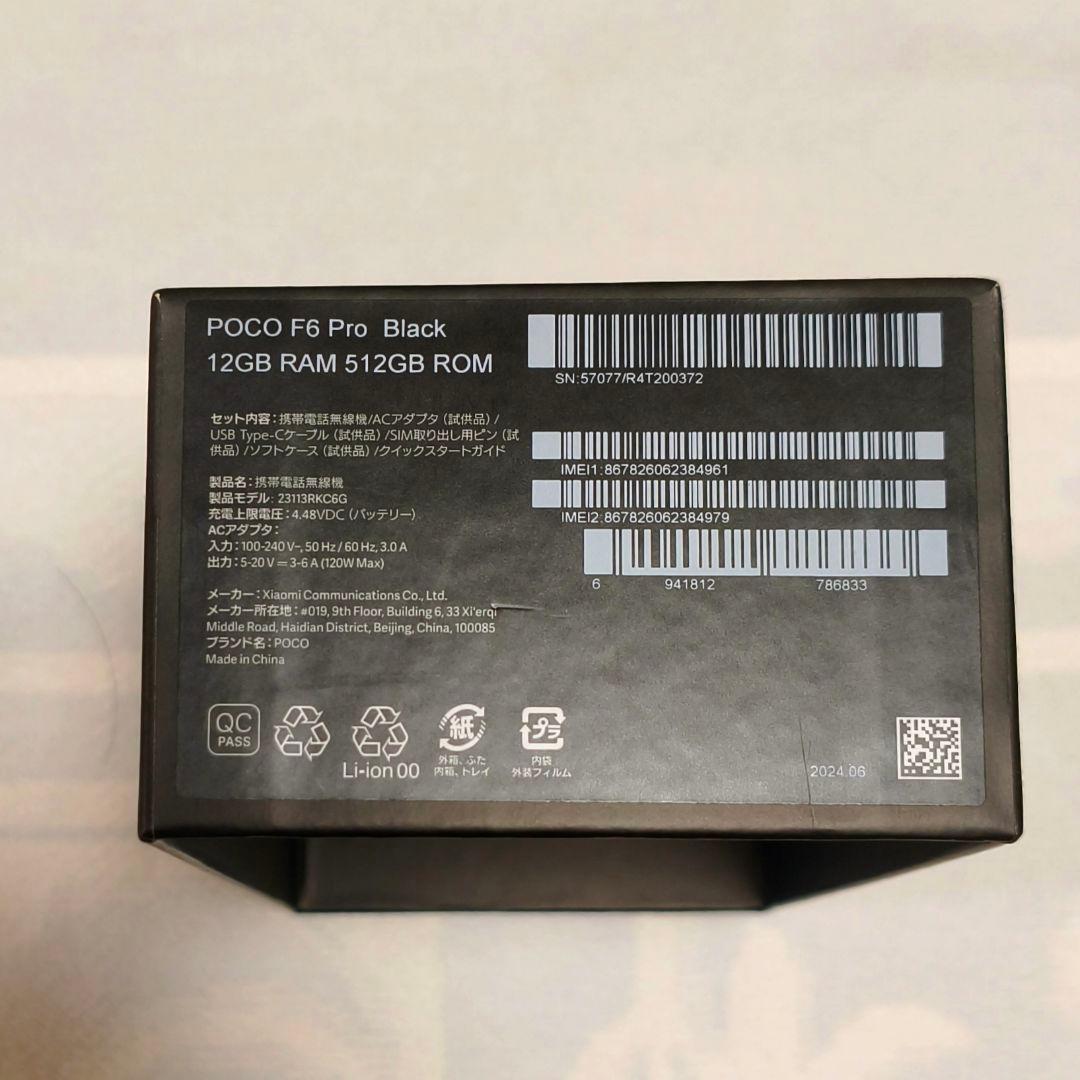 POCO F6 Pro Black
12GB RAM 512GB ROM
セット内容：携帯電話無線機/ACアダプタ（試供品）/
USB Type-Cケーブル（試供品）/SIM取り出し用ピン（試
供品）/ソフトケース（試供品）/クイックスタートガイド
製品名：携帯電話無線機
製品モデル: 23113RKC6G
充電上限電圧：4.48VDC（バッテリー）
ACアダプタ：
入力：100-240 V~, 50 Hz / 60 Hz, 3.0 A
出力：5-20 V⎓3-6 A (120W Max)
メーカー：Xiaomi Communications Co., Ltd.
メーカー所在地：#019, 9th Floor, Building 6, 33 Xi'erqi
Middle Road, Haidian District, Beijing, China, 100085
ブランド名：POCO
Made in China
SN:57077/R4T200372
IMEI1:867826062384961
IMEI2:867826062384979
6 941812 786833
QC
PASS
Li-ion 00
紙
外箱、ふた
内箱、トレイ
プラ
内袋
外装フィルム
2024.06